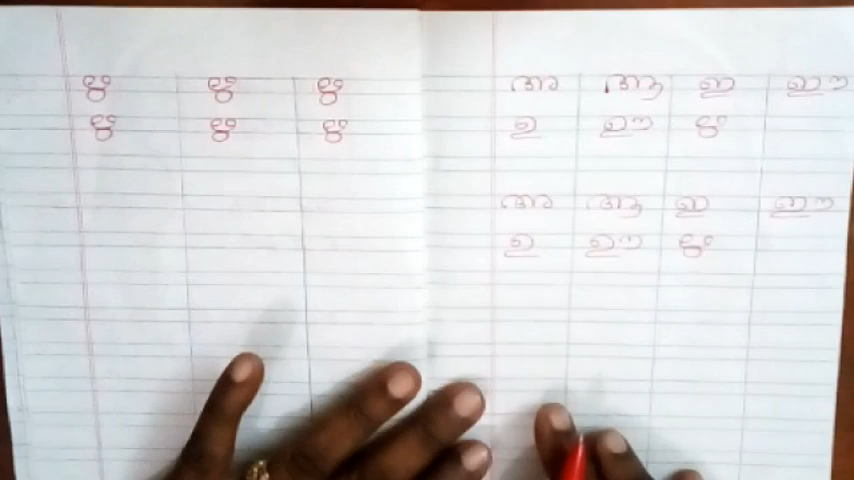 ഋ ഋ ഋ
ഋ ഋ ഋ
അ ആ ഇ ഈ
ഉ ഊ ഋ
അ ആ ഇ ഈ
ഉ ഊ ഋ